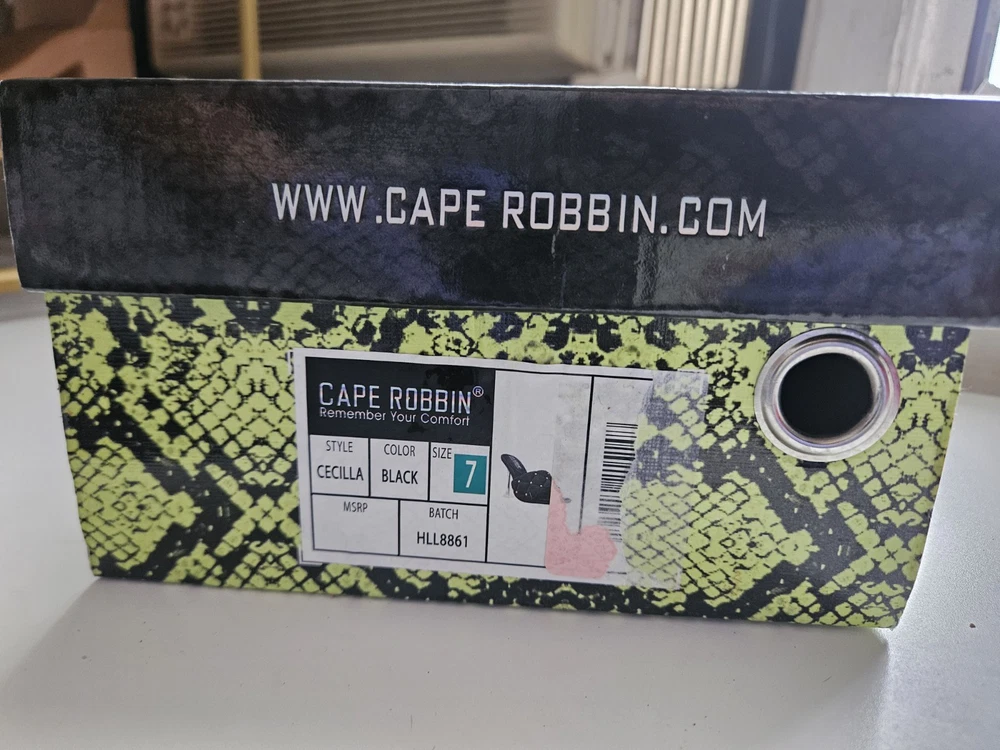 WWW.CAPE ROBBIN.COM
CAPE ROBBIN®
Remember Your Comfort
STYLE COLOR SIZE
CECILLA BLACK 7
MSRP BATCH
HLL8861